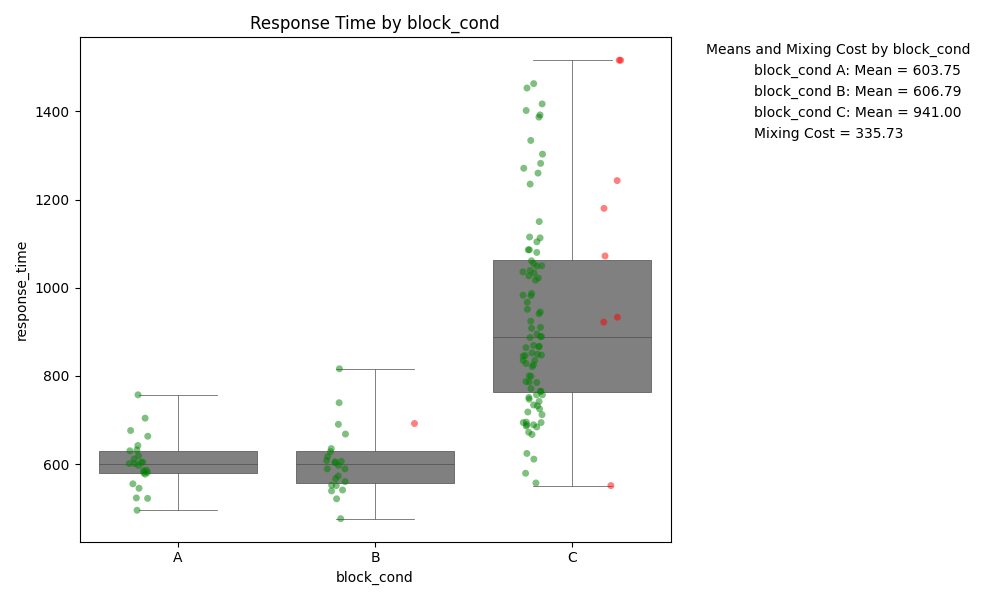 Response Time by block_cond
Means and Mixing Cost by block_cond
block_cond A: Mean = 603.75
block_cond B: Mean = 606.79
block_cond C: Mean = 941.00
Mixing Cost = 335.73
response_time
1400
1200
1000
800
600
A B C
block_cond